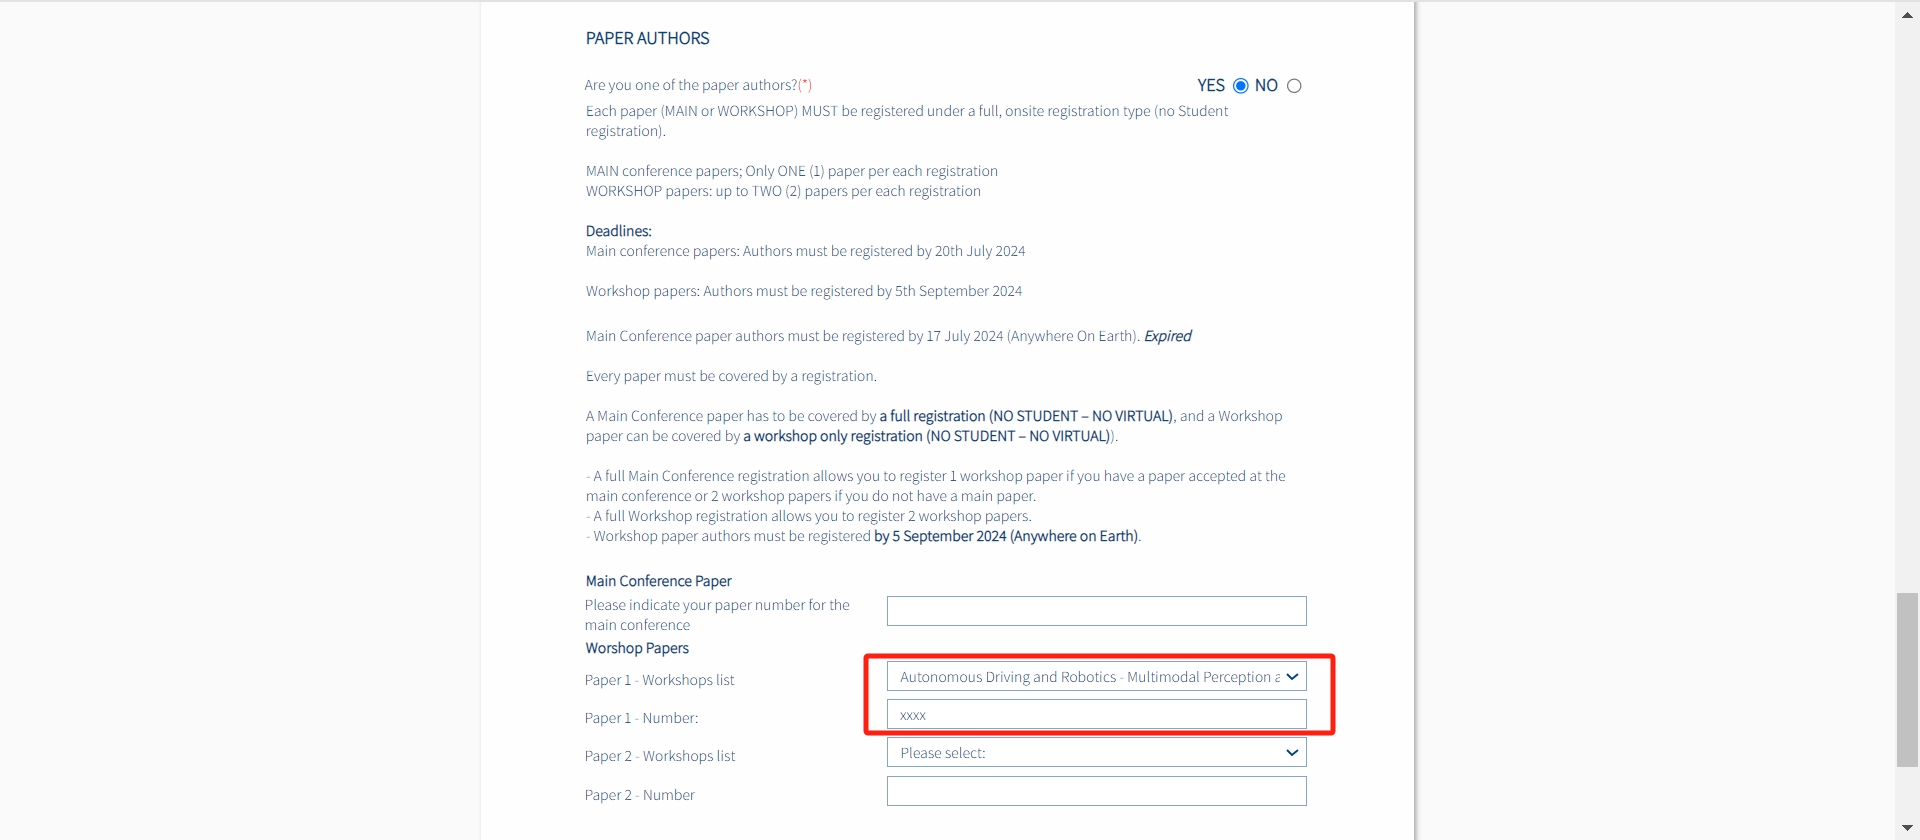 PAPER AUTHORS
Are you one of the paper authors?(*) YES NO
Each paper (MAIN or WORKSHOP) MUST be registered under a full, onsite registration type (no Student
registration).
MAIN conference papers; Only ONE (1) paper per each registration
WORKSHOP papers: up to TWO (2) papers per each registration
Deadlines:
Main conference papers: Authors must be registered by 20th July 2024
Workshop papers: Authors must be registered by 5th September 2024
Main Conference paper authors must be registered by 17 July 2024 (Anywhere On Earth). Expired
Every paper must be covered by a registration.
A Main Conference paper has to be covered by a full registration (NO STUDENT – NO VIRTUAL), and a Workshop
paper can be covered by a workshop only registration (NO STUDENT – NO VIRTUAL)).
- A full Main Conference registration allows you to register 1 workshop paper if you have a paper accepted at the
main conference or 2 workshop papers if you do not have a main paper.
- A full Workshop registration allows you to register 2 workshop papers.
- Workshop paper authors must be registered by 5 September 2024 (Anywhere on Earth).
Main Conference Paper
Please indicate your paper number for the
main conference
Worshop Papers
Paper 1 - Workshops list Autonomous Driving and Robotics - Multimodal Perception a
Paper 1 - Number: xxxx
Paper 2 - Workshops list Please select:
Paper 2 - Number